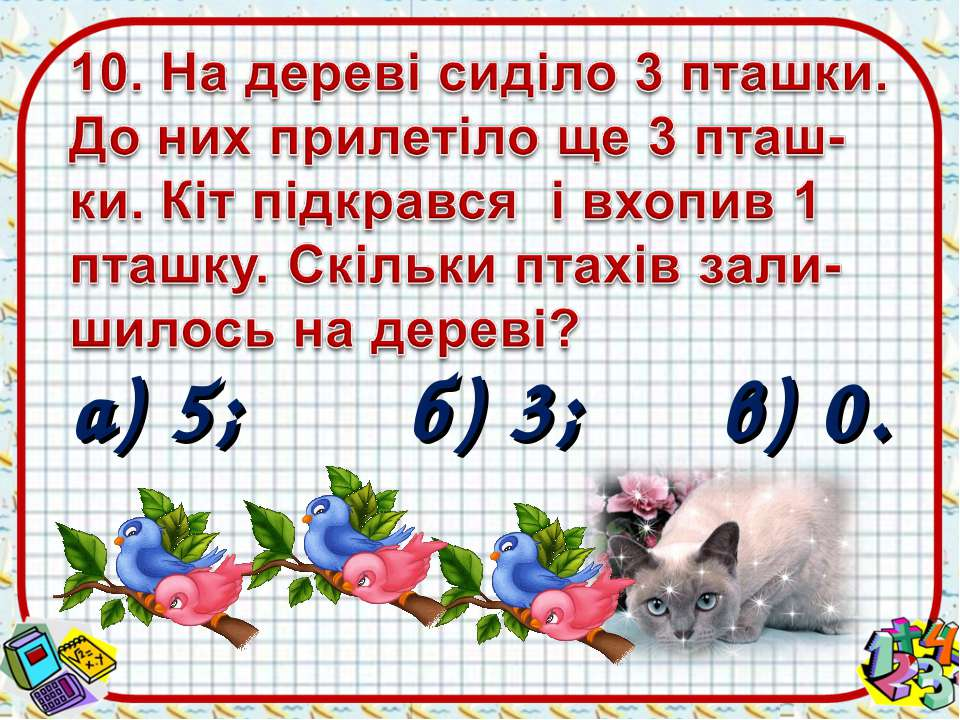 10. На дереві сиділо 3 пташки.
До них прилетіло ще 3 пташ-
ки. Кіт підкрався і вхопив 1
пташку. Скільки птахів зали-
шилось на дереві?
а) 5; б) 3; в) 0.